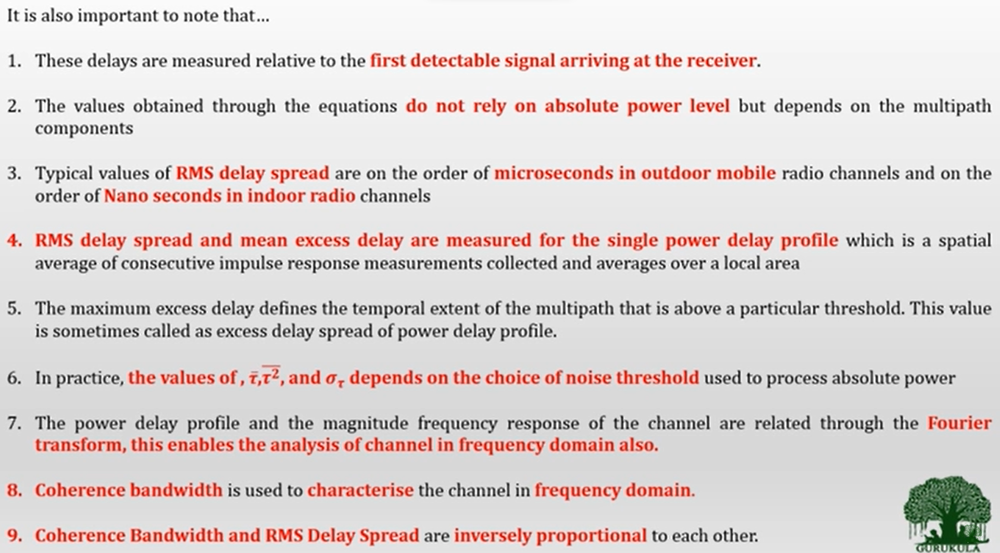 It is also important to note that...
1. These delays are measured relative to the first detectable signal arriving at the receiver.
2. The values obtained through the equations do not rely on absolute power level but depends on the multipath
components
3. Typical values of RMS delay spread are on the order of microseconds in outdoor mobile radio channels and on the
order of Nano seconds in indoor radio channels
4. RMS delay spread and mean excess delay are measured for the single power delay profile which is a spatial
average of consecutive impulse response measurements collected and averages over a local area
5. The maximum excess delay defines the temporal extent of the multipath that is above a particular threshold. This value
is sometimes called as excess delay spread of power delay profile.
6. In practice, the values of , τ̄,τ²̅, and σ_τ depends on the choice of noise threshold used to process absolute power
7. The power delay profile and the magnitude frequency response of the channel are related through the Fourier
transform, this enables the analysis of channel in frequency domain also.
8. Coherence bandwidth is used to characterise the channel in frequency domain.
9. Coherence Bandwidth and RMS Delay Spread are inversely proportional to each other.
GURUKULA